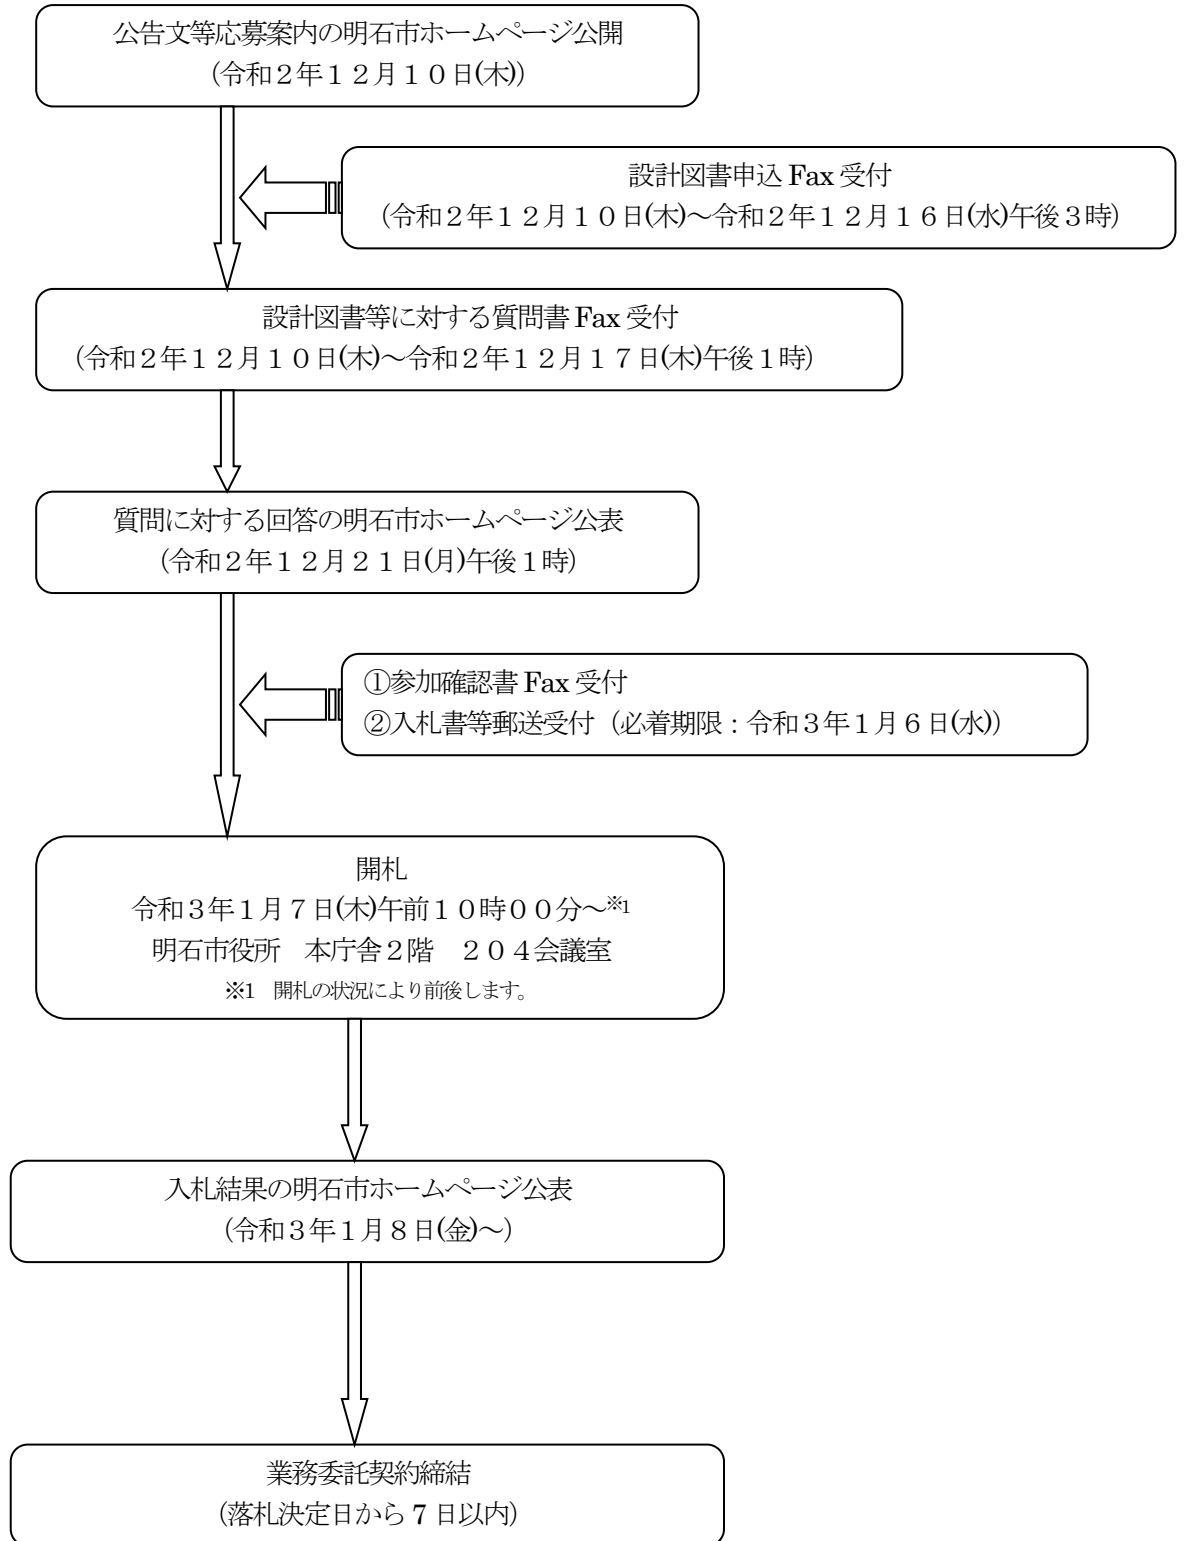 公告文等応募案内の明石市ホームページ公開
(令和２年１２月１０日(木))
設計図書申込 Fax 受付
(令和２年１２月１０日(木)～令和２年１２月１６日(水)午後３時)
設計図書等に対する質問書 Fax 受付
(令和２年１２月１０日(木)～令和２年１２月１７日(木)午後１時)
質問に対する回答の明石市ホームページ公表
(令和２年１２月２１日(月)午後１時)
①参加確認書 Fax 受付
②入札書等郵送受付（必着期限：令和３年１月６日(水)）
開札
令和３年１月７日(木)午前１０時００分～※1
明石市役所　本庁舎２階　２０４会議室
※1　開札の状況により前後します。
入札結果の明石市ホームページ公表
(令和３年１月８日(金)～)
業務委託契約締結
(落札決定日から 7 日以内)